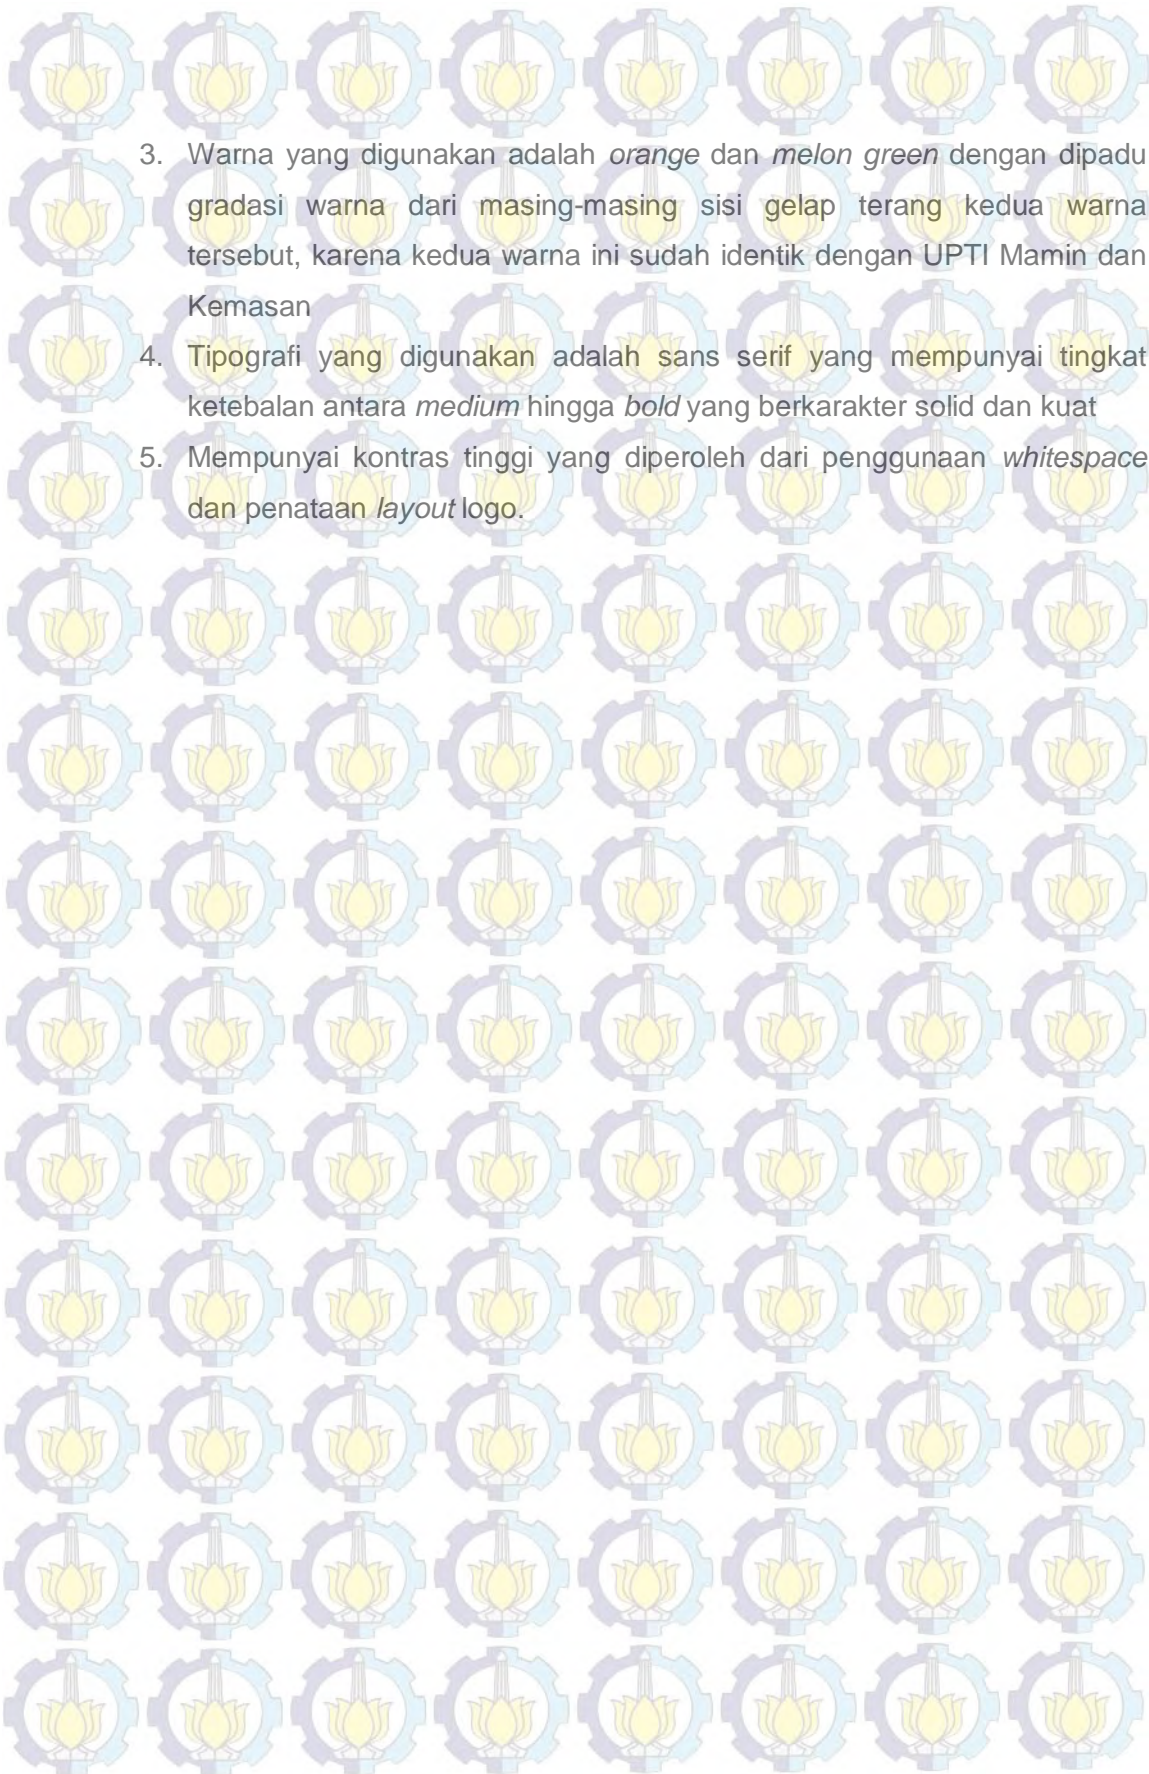 3. Warna yang digunakan adalah orange dan melon green dengan dipadu
gradasi warna dari masing-masing sisi gelap terang kedua warna
tersebut, karena kedua warna ini sudah identik dengan UPTI Mamin dan
Kemasan
4. Tipografi yang digunakan adalah sans serif yang mempunyai tingkat
ketebalan antara medium hingga bold yang berkarakter solid dan kuat
5. Mempunyai kontras tinggi yang diperoleh dari penggunaan whitespace
dan penataan layout logo.